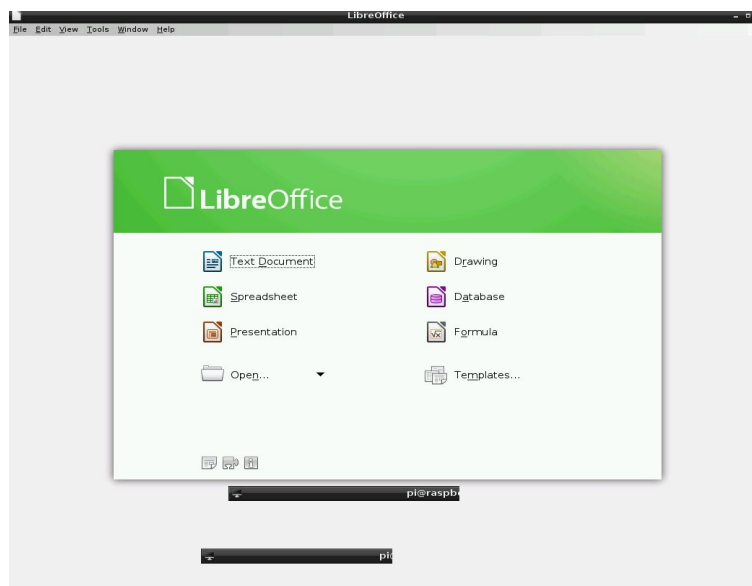 LibreOffice
File Edit View Tools Window Help
LibreOffice
Text Document
Drawing
Spreadsheet
Database
Presentation
Formula
Open...
Templates...
pi@raspb
pi